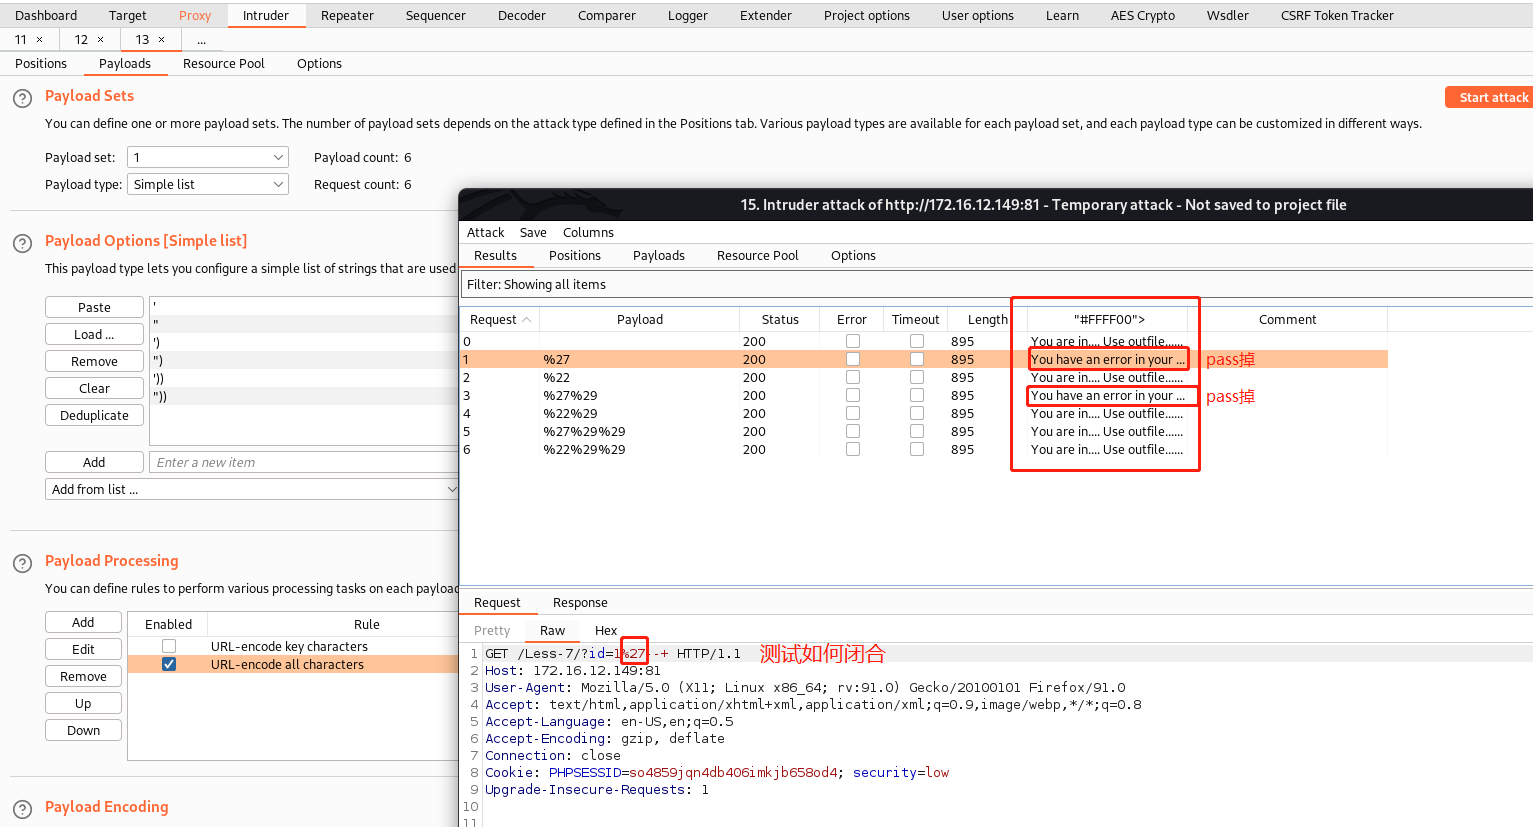 Dashboard Target Proxy Intruder Repeater Sequencer Decoder Comparer Logger Extender Project options User options Learn AES Crypto Wsdler CSRF Token Tracker
11 × 12 × 13 × ...
Positions Payloads Resource Pool Options
Payload Sets
Start attack
You can define one or more payload sets. The number of payload sets depends on the attack type defined in the Positions tab. Various payload types are available for each payload set, and each payload type can be customized in different ways.
Payload set: 1 Payload count: 6
Payload type: Simple list Request count: 6
Payload Options [Simple list]
This payload type lets you configure a simple list of strings that are used
Paste
Load ...
Remove
Clear
Deduplicate
'
"
')
")
'))
"))
Add Enter a new item
Add from list ...
Payload Processing
You can define rules to perform various processing tasks on each payload
Add
Edit
Remove
Up
Down
Enabled Rule
URL-encode key characters
URL-encode all characters
Payload Encoding
15. Intruder attack of http://172.16.12.149:81 - Temporary attack - Not saved to project file
Attack Save Columns
Results Positions Payloads Resource Pool Options
Filter: Showing all items
Request Payload Status Error Timeout Length "#FFFF00"> Comment
0 200 895 You are in.... Use outfile......
1 %27 200 895 You have an error in your ... pass掉
2 %22 200 895 You are in.... Use outfile......
3 %27%29 200 895 You have an error in your ... pass掉
4 %22%29 200 895 You are in.... Use outfile......
5 %27%29%29 200 895 You are in.... Use outfile......
6 %22%29%29 200 895 You are in.... Use outfile......
Request Response
Pretty Raw Hex
1 GET /Less-7/?id=1%27--+ HTTP/1.1 测试如何闭合
2 Host: 172.16.12.149:81
3 User-Agent: Mozilla/5.0 (X11; Linux x86_64; rv:91.0) Gecko/20100101 Firefox/91.0
4 Accept: text/html,application/xhtml+xml,application/xml;q=0.9,image/webp,*/*;q=0.8
5 Accept-Language: en-US,en;q=0.5
6 Accept-Encoding: gzip, deflate
7 Connection: close
8 Cookie: PHPSESSID=so4859jqn4db406imkjb658od4; security=low
9 Upgrade-Insecure-Requests: 1
10
11